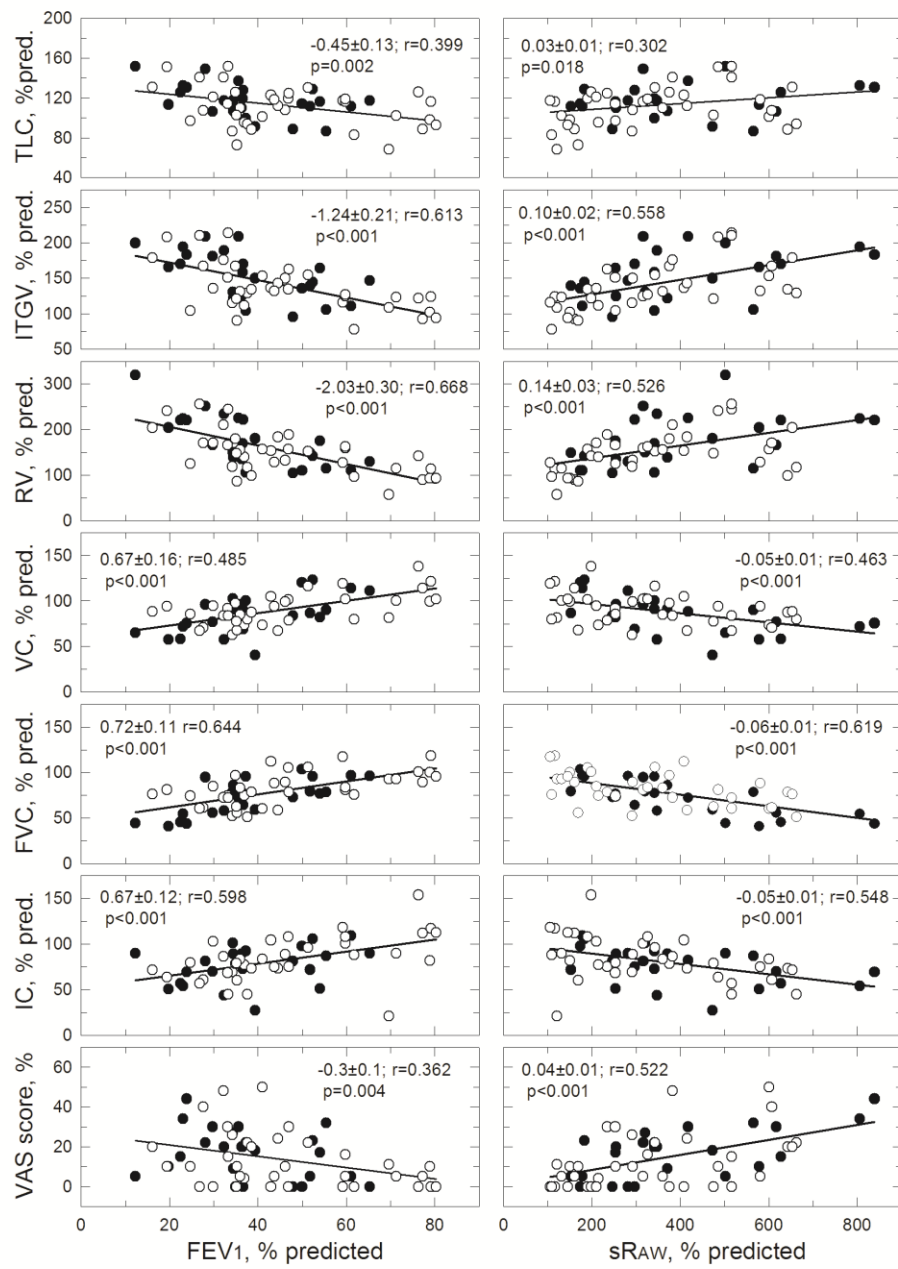 200
160
120
80
40
TLC, %pred.
-0.45±0.13; r=0.399
p=0.002
0.03±0.01; r=0.302
p=0.018
250
200
150
100
50
ITGV, % pred.
-1.24±0.21; r=0.613
p<0.001
0.10±0.02; r=0.558
p<0.001
300
200
100
0
RV, % pred.
-2.03±0.30; r=0.668
p<0.001
0.14±0.03; r=0.526
p<0.001
150
100
50
0
VC, % pred.
0.67±0.16; r=0.485
p<0.001
-0.05±0.01; r=0.463
p<0.001
150
100
50
0
FVC, % pred.
0.72±0.11 r=0.644
p<0.001
-0.06±0.01; r=0.619
p<0.001
150
100
50
0
IC, % pred.
0.67±0.12; r=0.598
p<0.001
-0.05±0.01; r=0.548
p<0.001
60
40
20
0
VAS score, %
-0.3±0.1; r=0.362
p=0.004
0.04±0.01; r=0.522
p<0.001
0 20 40 60 80
0 200 400 600 800
FEV1, % predicted
sRAW, % predicted